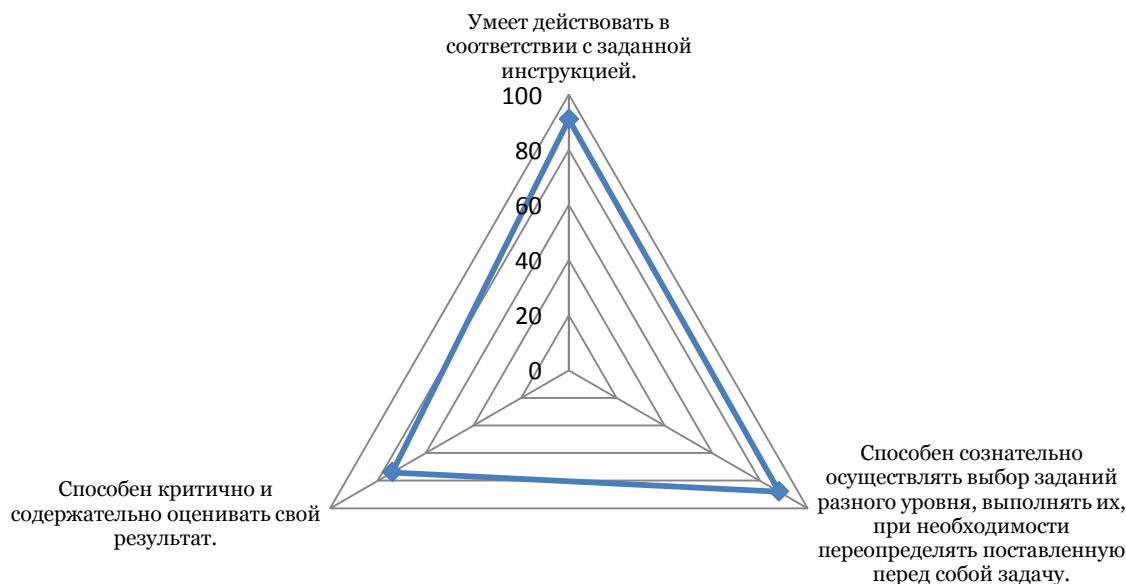 Умеет действовать в
соответствии с заданной
инструкцией.
100
80
60
40
20
0
Способен сознательно
осуществлять выбор заданий
разного уровня, выполнять их,
при необходимости
переопределять поставленную
перед собой задачу.
Способен критично и
содержательно оценивать свой
результат.